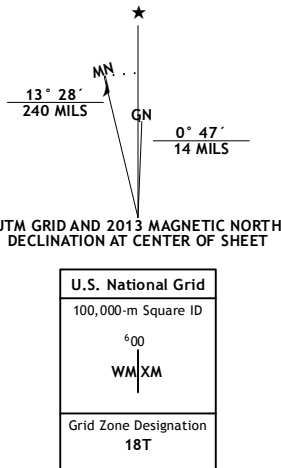 ★
MN
13° 28´
240 MILS
GN
0° 47´
14 MILS
UTM GRID AND 2013 MAGNETIC NORTH
DECLINATION AT CENTER OF SHEET
U.S. National Grid
100,000-m Square ID
⁶00
WM XM
Grid Zone Designation
18T